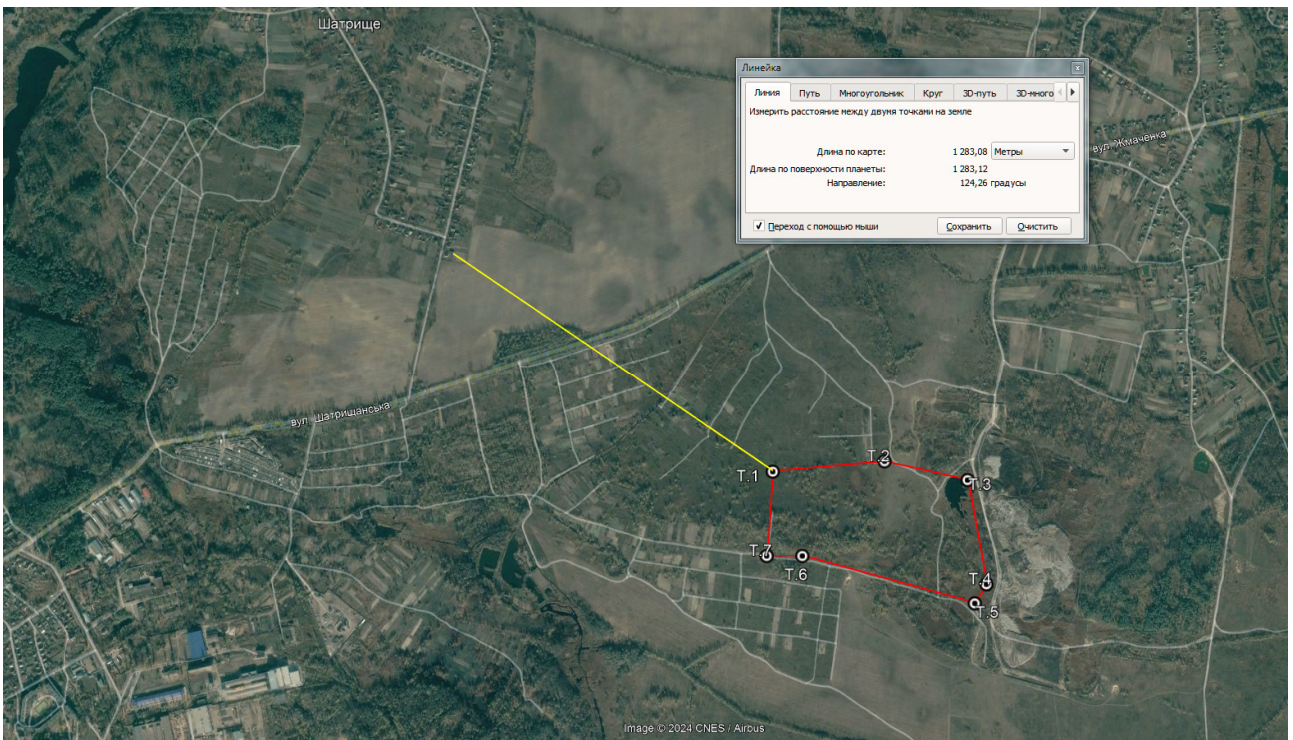 Шатрище
Линейка
Линия Путь Многоугольник Круг 3D-путь 3D-много
Измерить расстояние между двумя точками на земле
Длина по карте: 1 283,08 Метры
Длина по поверхности планеты: 1 283,12
Направление: 124,26 градусы
Переход с помощью мыши Сохранить Очистить
вул. Жмаченка
вул. Шатрищанська
Т.1
Т.2
Т.3
Т.7
Т.6
Т.4
Т.5
Image © 2024 CNES / Airbus